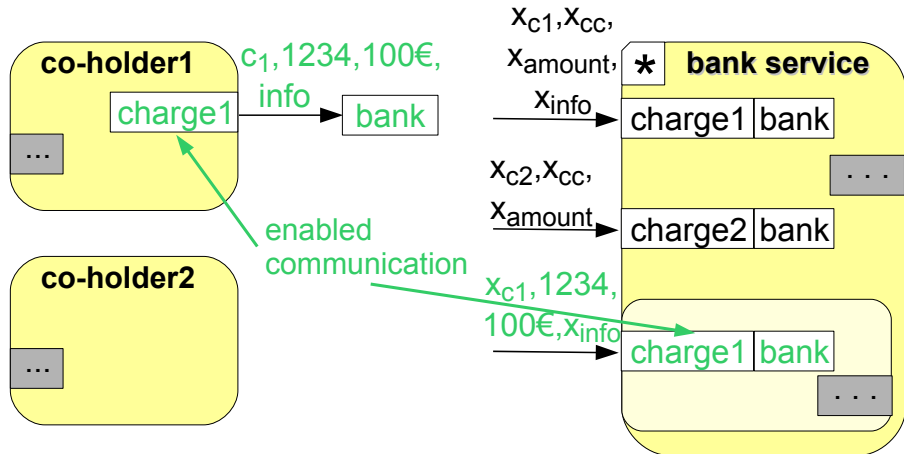 co-holder1
c1,1234,100€,
info
charge1
bank
...
enabled
communication
co-holder2
...
xc1,xcc,
xamount,
xinfo
* bank service
charge1 bank
...
xc2,xcc,
xamount
charge2 bank
xc1,1234,
100€,xinfo
charge1 bank
...